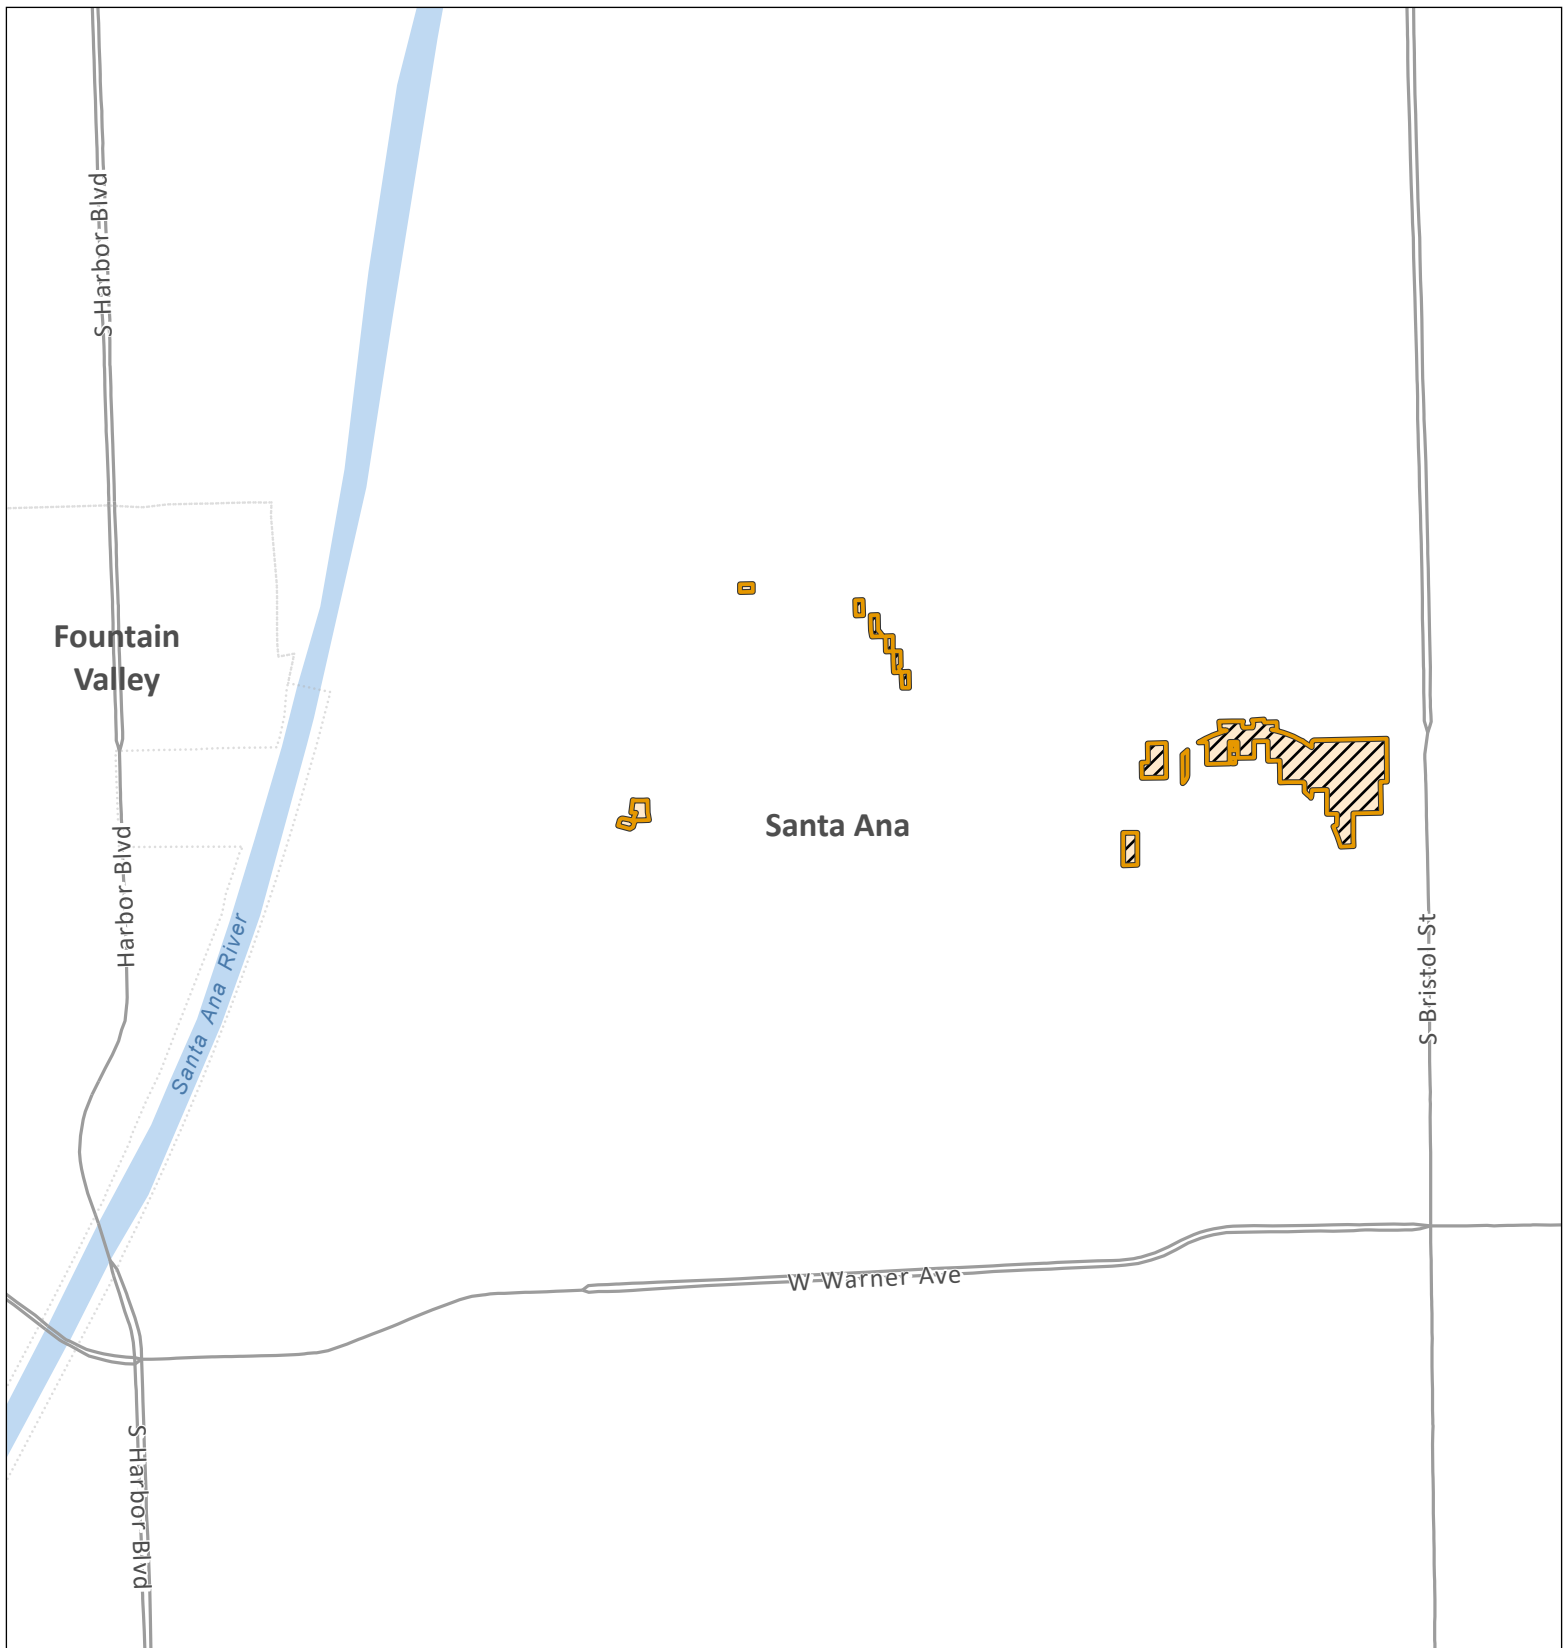 S Harbor Blvd
Fountain
Valley
Santa Ana
Harbor Blvd
Santa Ana River
S Bristol St
W Warner Ave
S Harbor Blvd